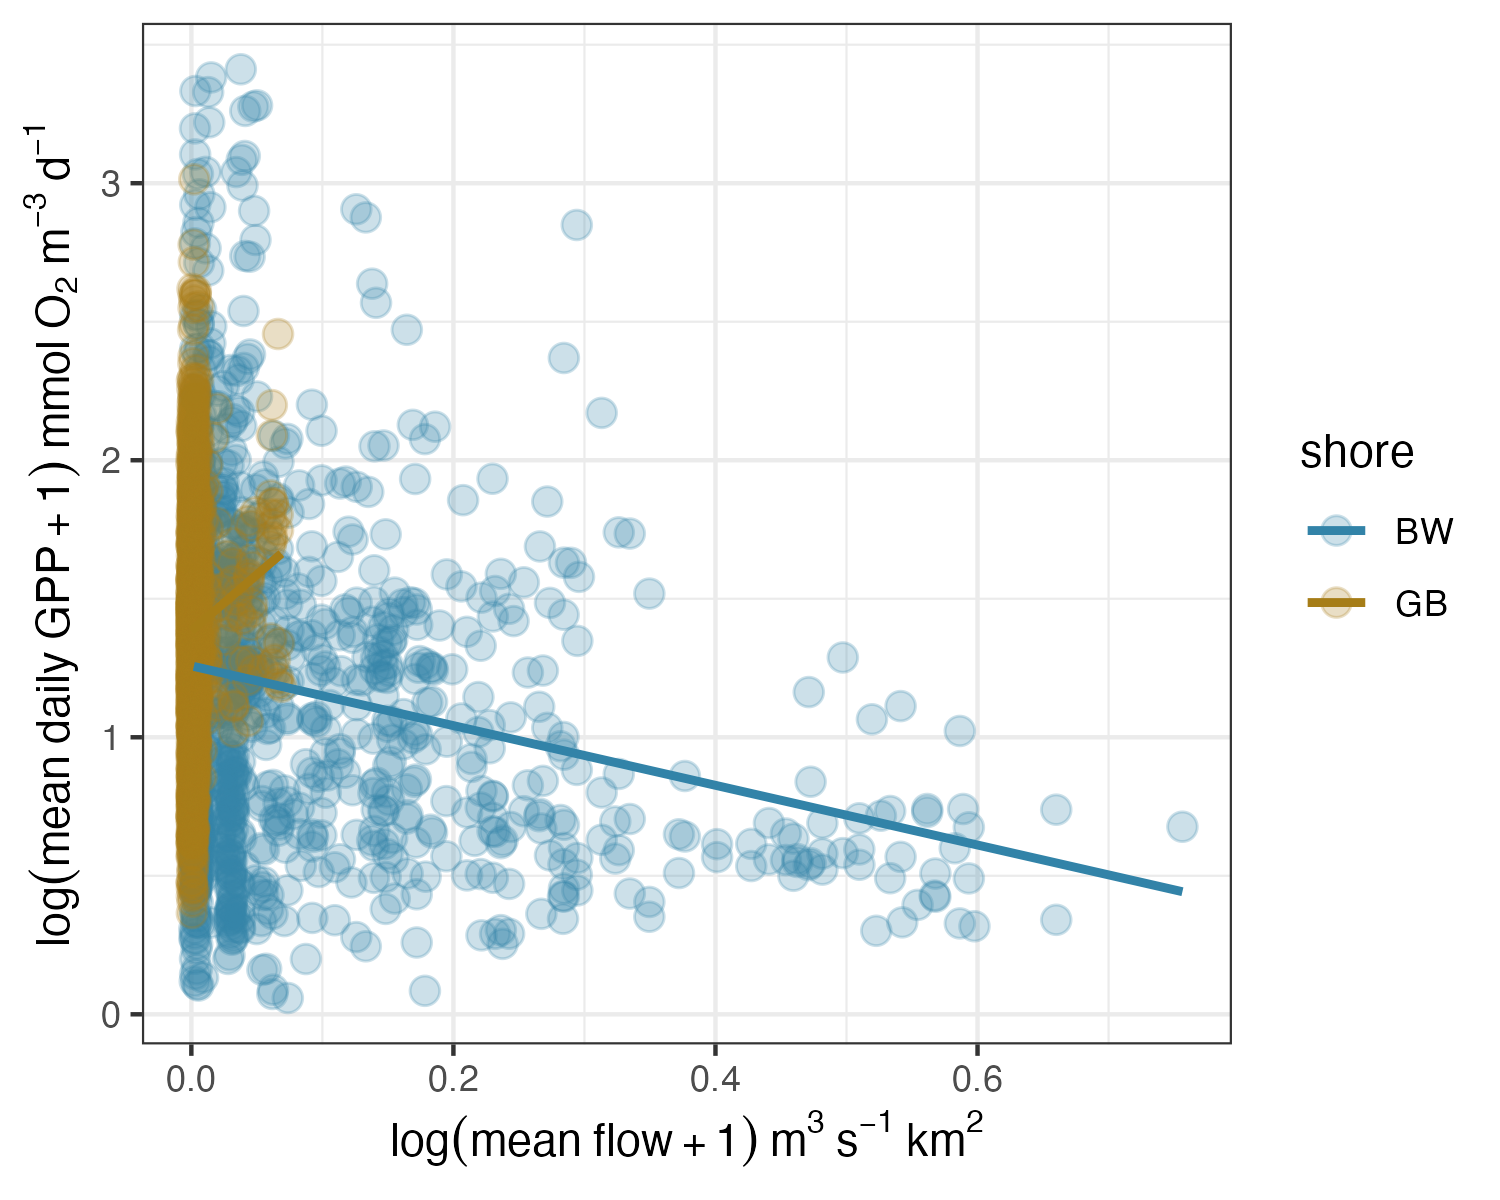 log(mean daily GPP + 1) mmol O₂ m⁻³ d⁻¹
3
2
1
0
0.0 0.2 0.4 0.6
log(mean flow + 1) m³ s⁻¹ km²
shore
BW
GB